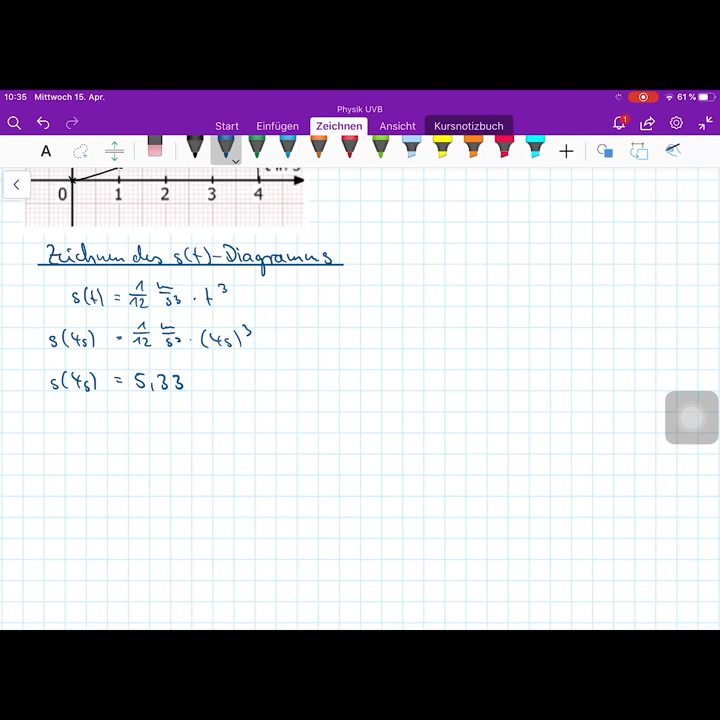 10:35 Mittwoch 15. Apr. 61 %
Physik UVB
Start Einfügen Zeichnen Ansicht Kursnotizbuch
1
A
0 1 2 3 4
Zeichnen des s(t)-Diagramms
s(t) = 1/12 m/s³ · t³
s(4s) = 1/12 m/s³ · (4s)³
s(4s) = 5,33